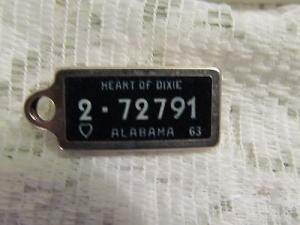 HEART OF DIXIE
2-72791
ALABAMA 63